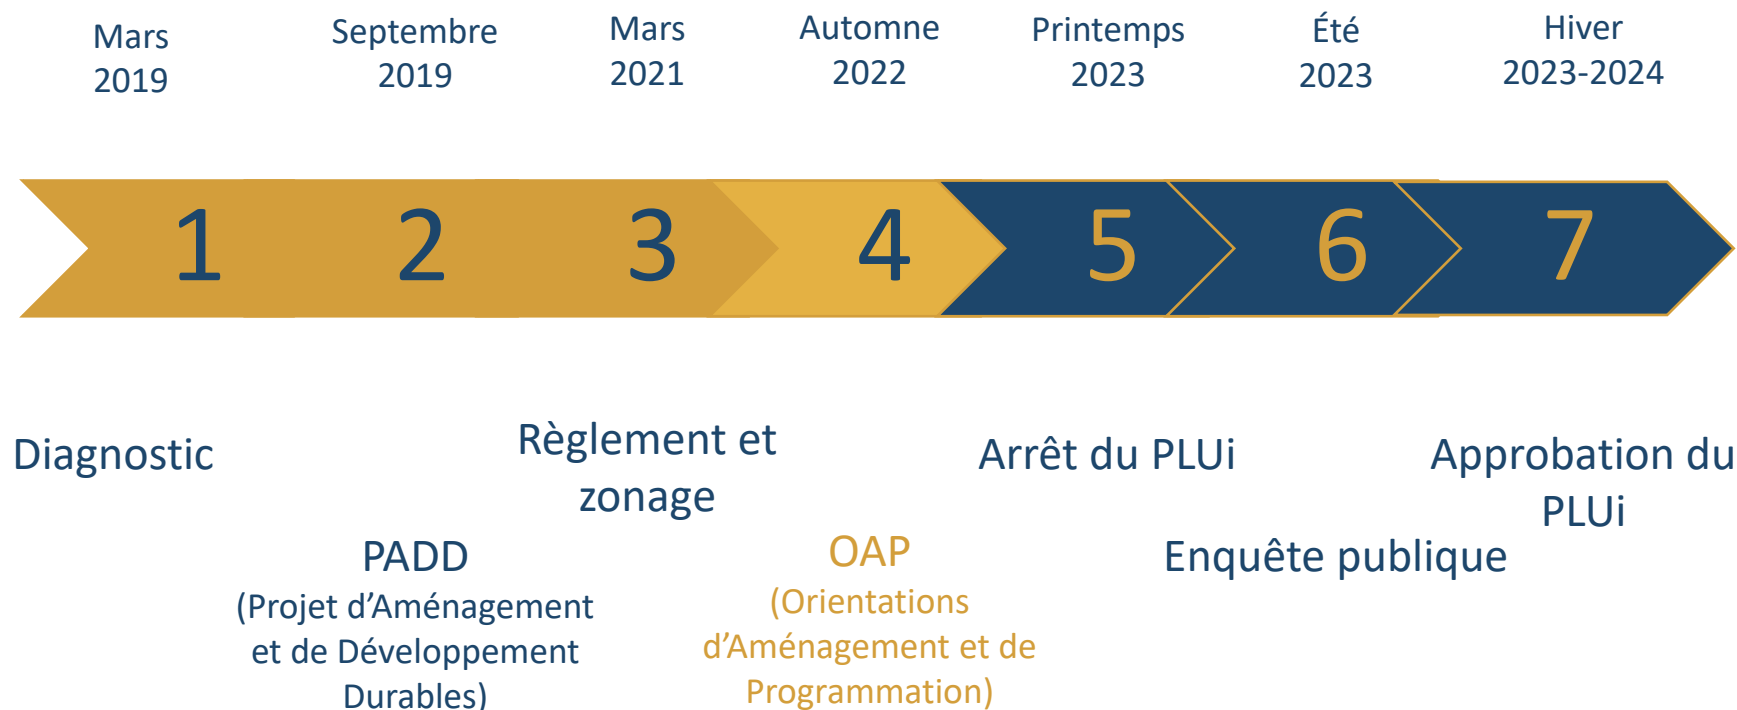 Mars
2019
Septembre
2019
Mars
2021
Automne
2022
Printemps
2023
Été
2023
Hiver
2023-2024
1
2
3
4
5
6
7
Diagnostic
PADD
(Projet d’Aménagement
et de Développement
Durables)
Règlement et
zonage
OAP
(Orientations
d’Aménagement et de
Programmation)
Arrêt du PLUi
Enquête publique
Approbation du
PLUi